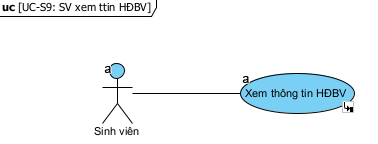 uc [UC-S9: SV xem ttin HĐBV]
a
a
Xem thông tin HĐBV
Sinh viên